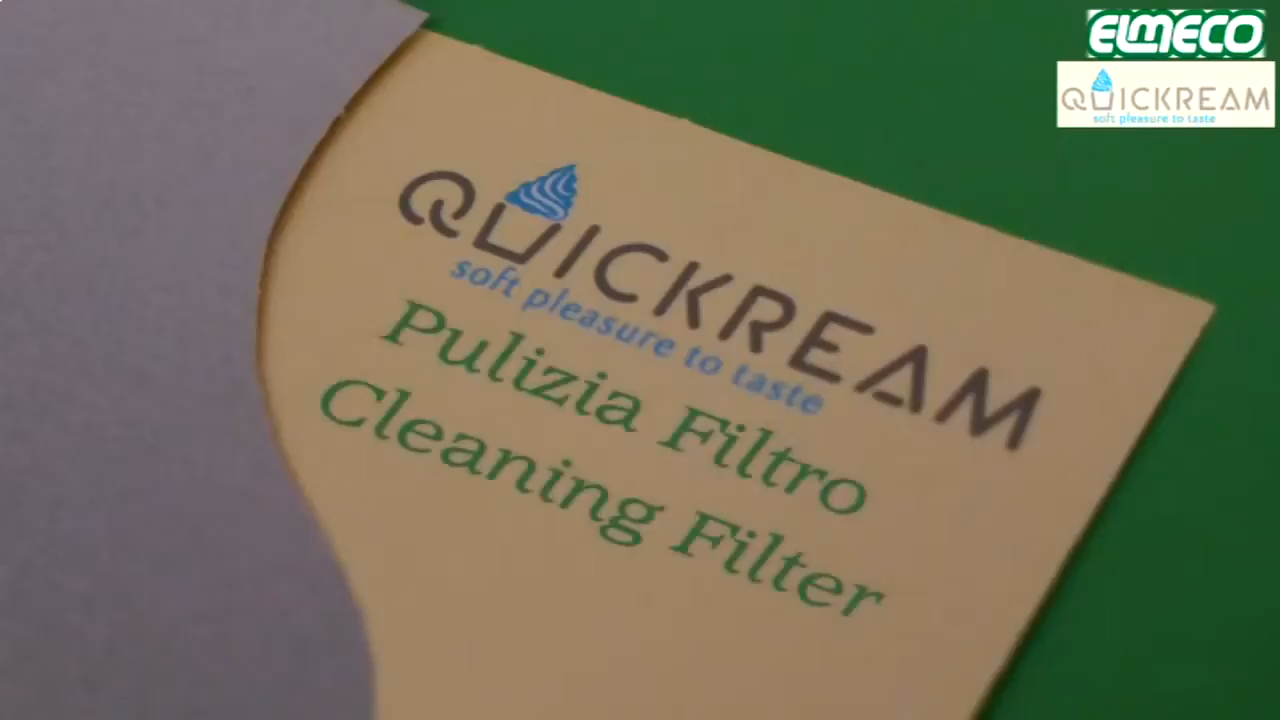 ELMECO
QUICKREAM
soft pleasure to taste
QUICKREAM
soft pleasure to taste
Pulizia Filtro
Cleaning Filter